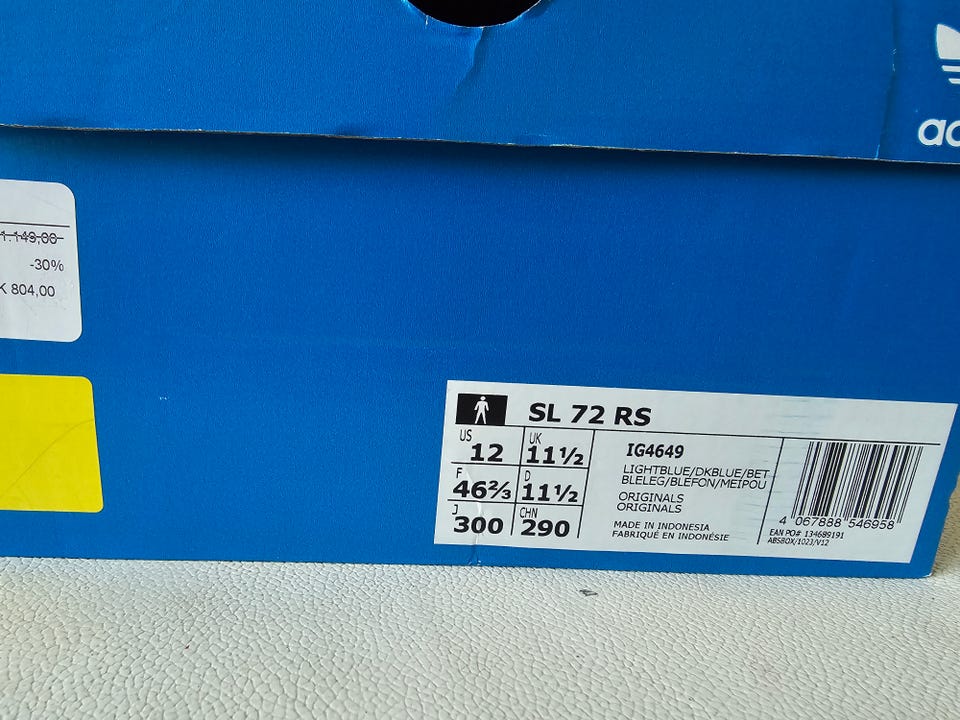 ad
1.149,00
-30%
K 804,00
SL 72 RS
US
12
UK
11½
F
46⅔
D
11½
J
300
CHN
290
IG4649
LIGHTBLUE/DKBLUE/BET
BLELEG/BLEFON/MEIPOU
ORIGINALS
ORIGINALS
MADE IN INDONESIA
FABRIQUÉ EN INDONÉSIE
4 067888 546958
EAN PO# 134689191
ABSBOX/1023/V12